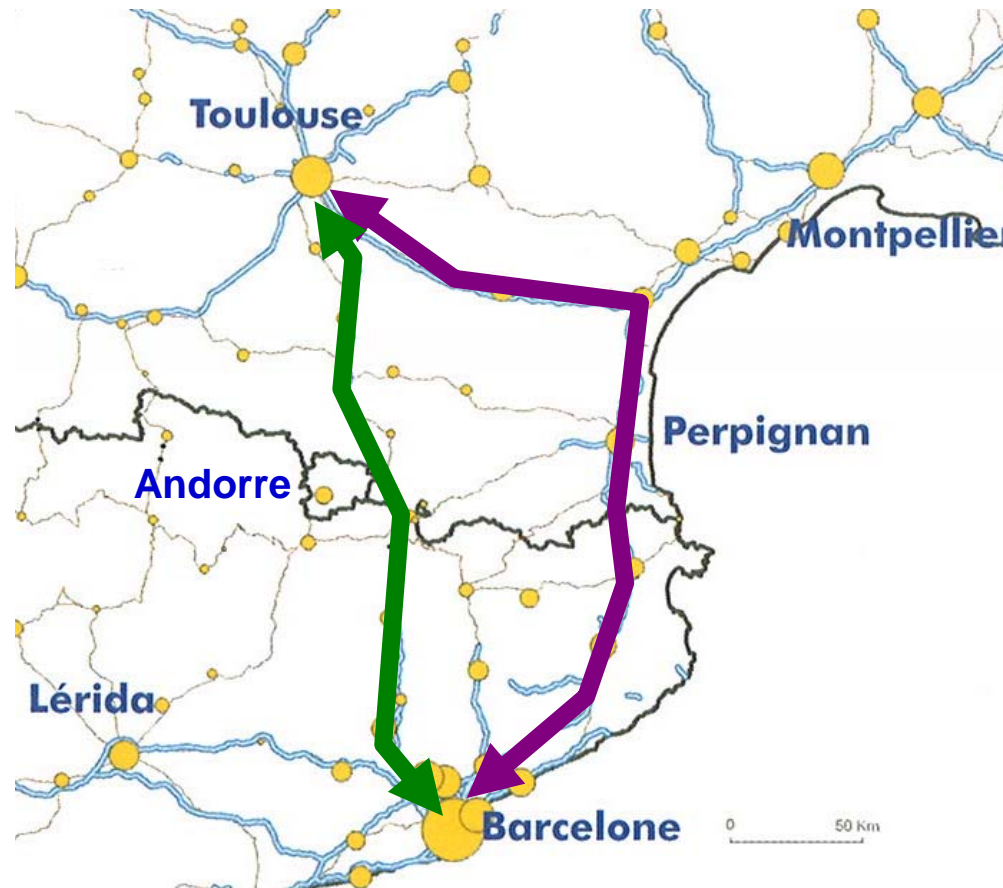 Toulouse
Montpellier
Perpignan
Andorre
Lérida
Barcelone
0 50 Km